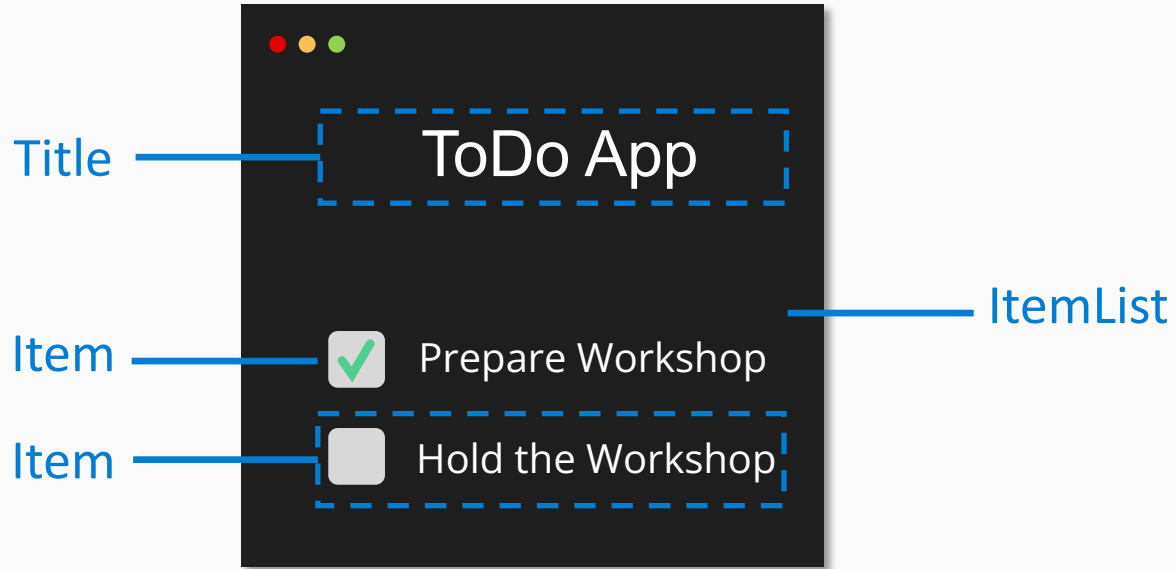 Title
ToDo App
ItemList
Item
Prepare Workshop
Item
Hold the Workshop